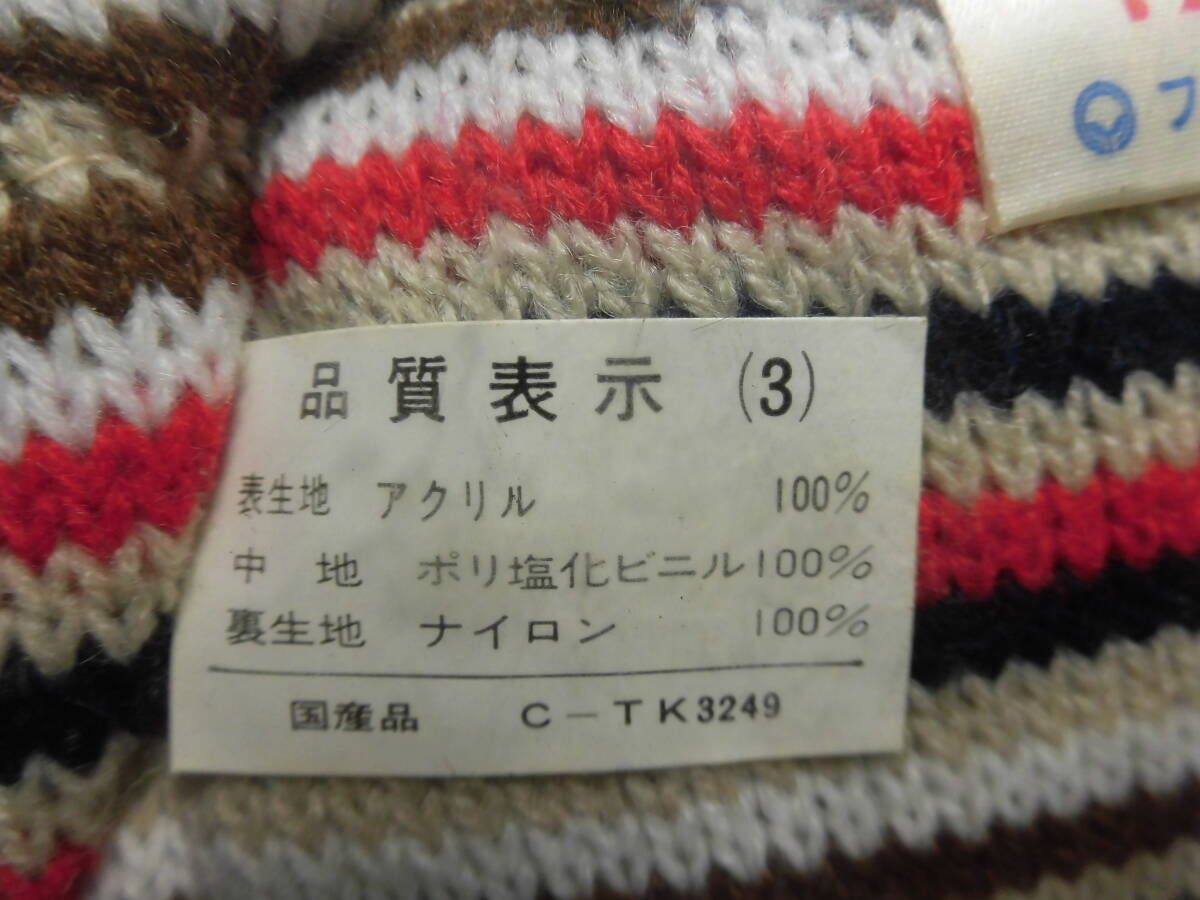 フ
品質表示 (3)
表生地 アクリル 100%
中地 ポリ塩化ビニル100%
裏生地 ナイロン 100%
国産品 C-TK3249